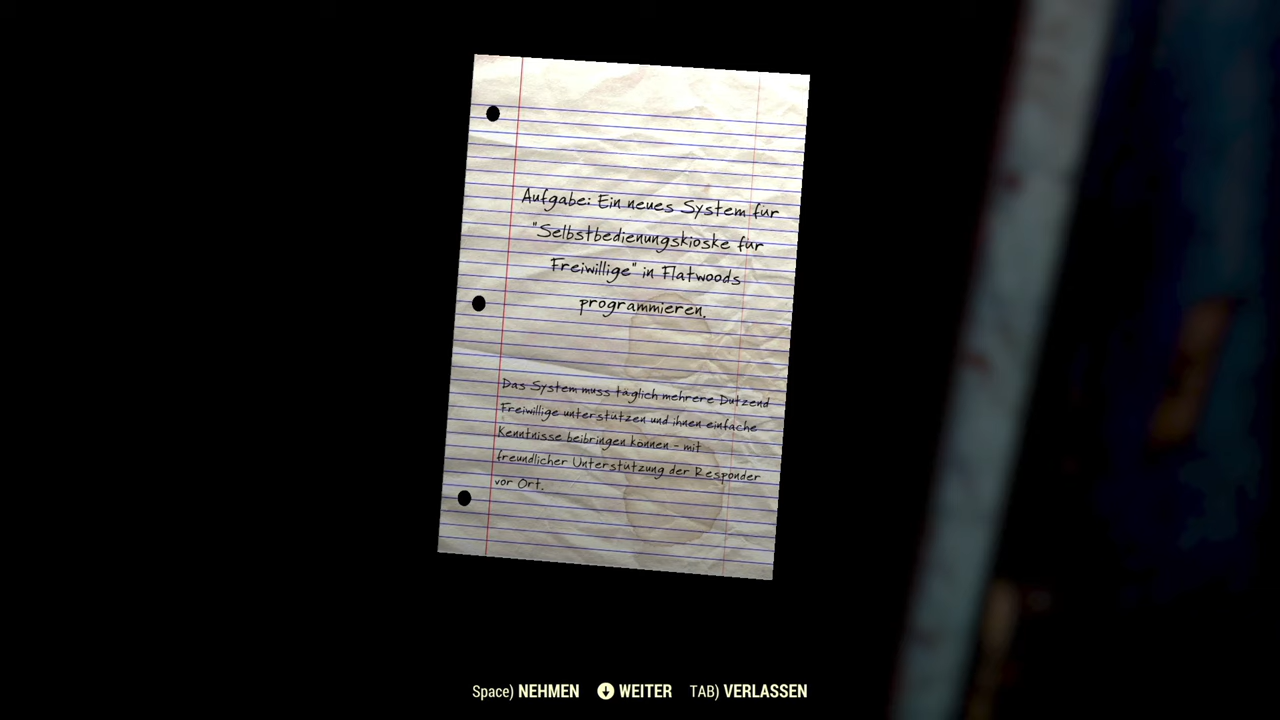 Aufgabe: Ein neues System für
"Selbstbedienungskioske für
Freiwillige" in Flatwoods
programmieren.
Das System muss täglich mehrere Dutzend
Freiwillige unterstützen und ihnen einfache
Kenntnisse beibringen können - mit
freundlicher Unterstützung der Responder
vor Ort.
Space) NEHMEN WEITER TAB) VERLASSEN